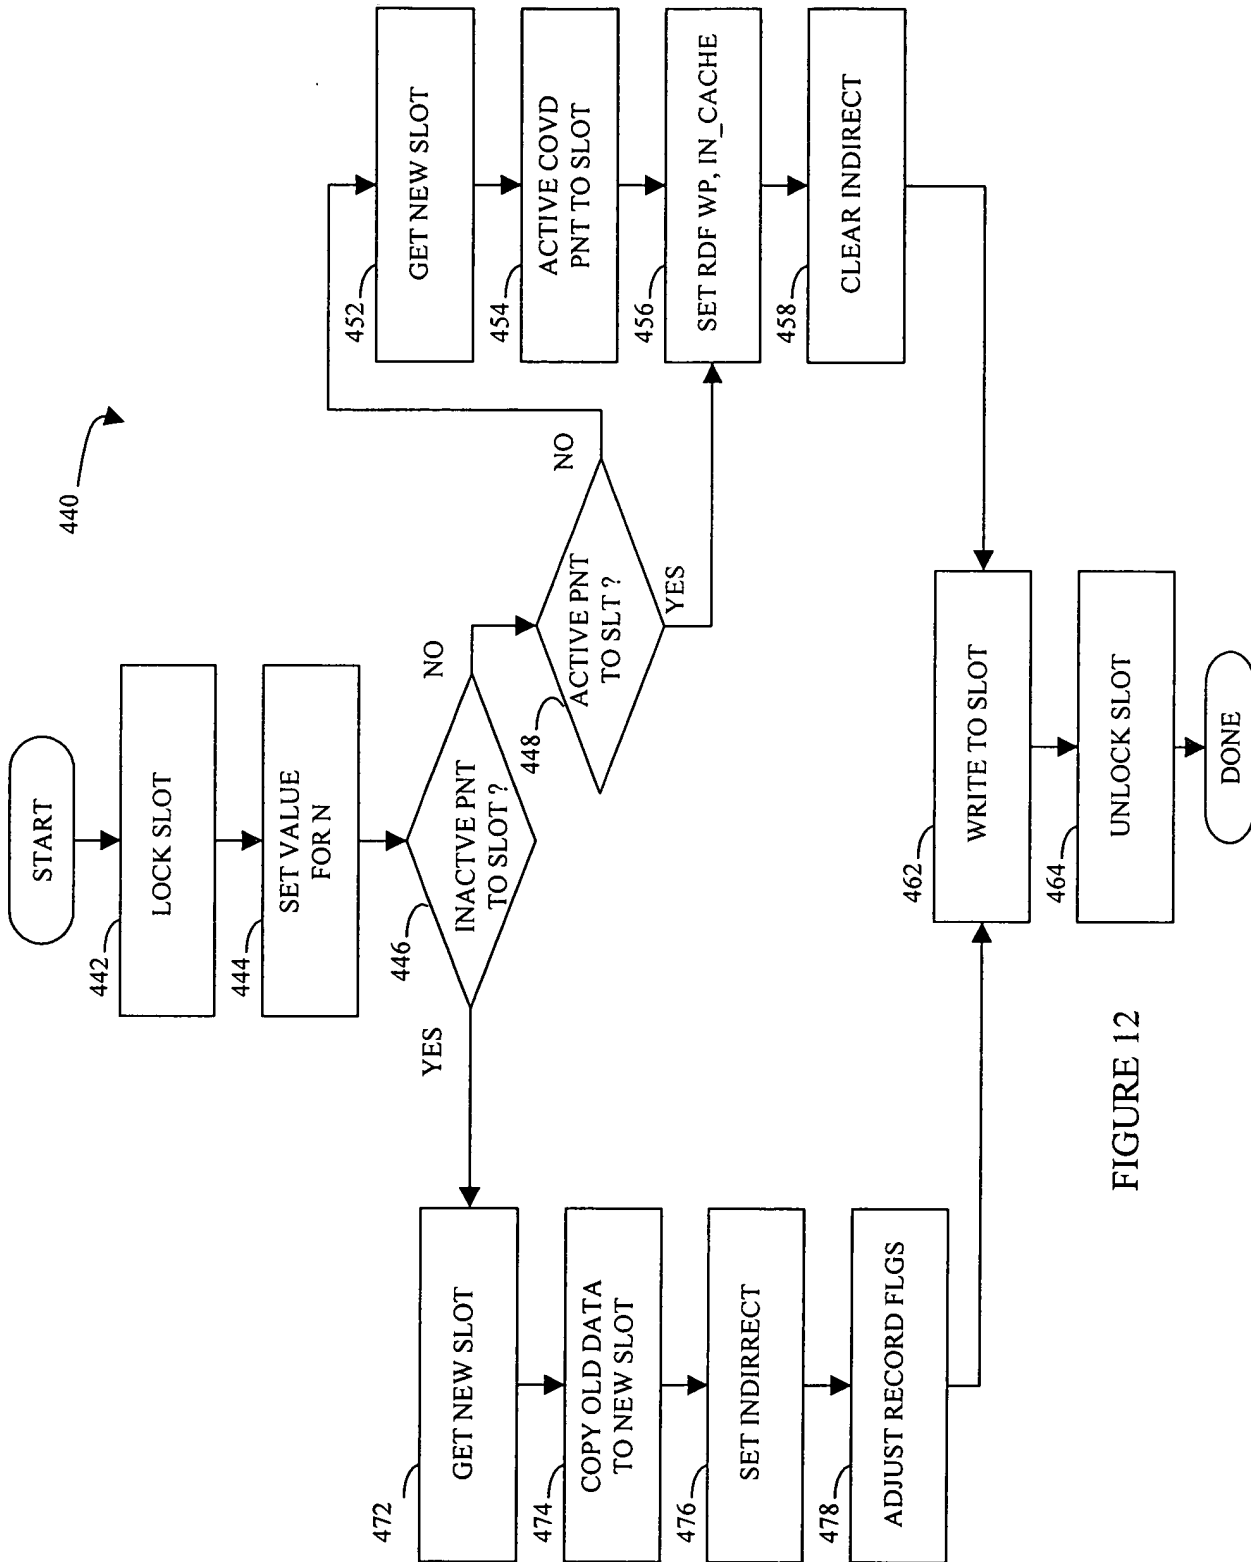 440
START
442
LOCK SLOT
444
SET VALUE
FOR N
446
INACTVE PNT
TO SLOT ?
YES
NO
448
ACTIVE PNT
TO SLT ?
NO
YES
452
GET NEW SLOT
454
ACTIVE COVD
PNT TO SLOT
456
SET RDF WP, IN_CACHE
458
CLEAR INDIRECT
472
GET NEW SLOT
474
COPY OLD DATA
TO NEW SLOT
476
SET INDIRRECT
478
ADJUST RECORD FLGS
462
WRITE TO SLOT
464
UNLOCK SLOT
DONE
FIGURE 12